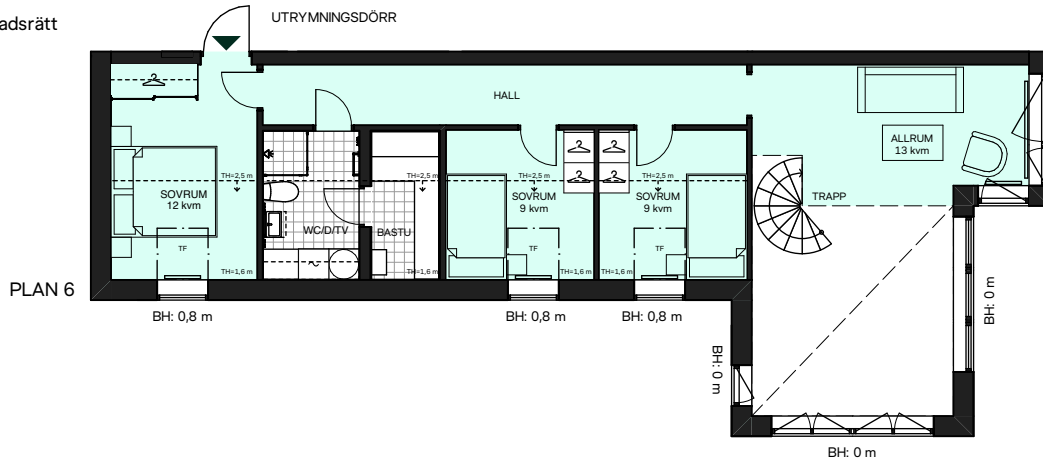 adsrätt
UTRYMNINGSDÖRR
HALL
ALLRUM
13 kvm
TH=2,5 m
TH=2,5 m
TH=2,5 m
TH=2,5 m
SOVRUM
12 kvm
SOVRUM
9 kvm
SOVRUM
9 kvm
TRAPP
WC/D/TV
BASTU
TF
TF
TF
TH=1,6 m
TH=1,6 m
TH=1,6 m
TH=1,6 m
TH=1,6 m
PLAN 6
BH: 0,8 m
BH: 0,8 m
BH: 0,8 m
BH: 0 m
BH: 0 m
BH: 0 m